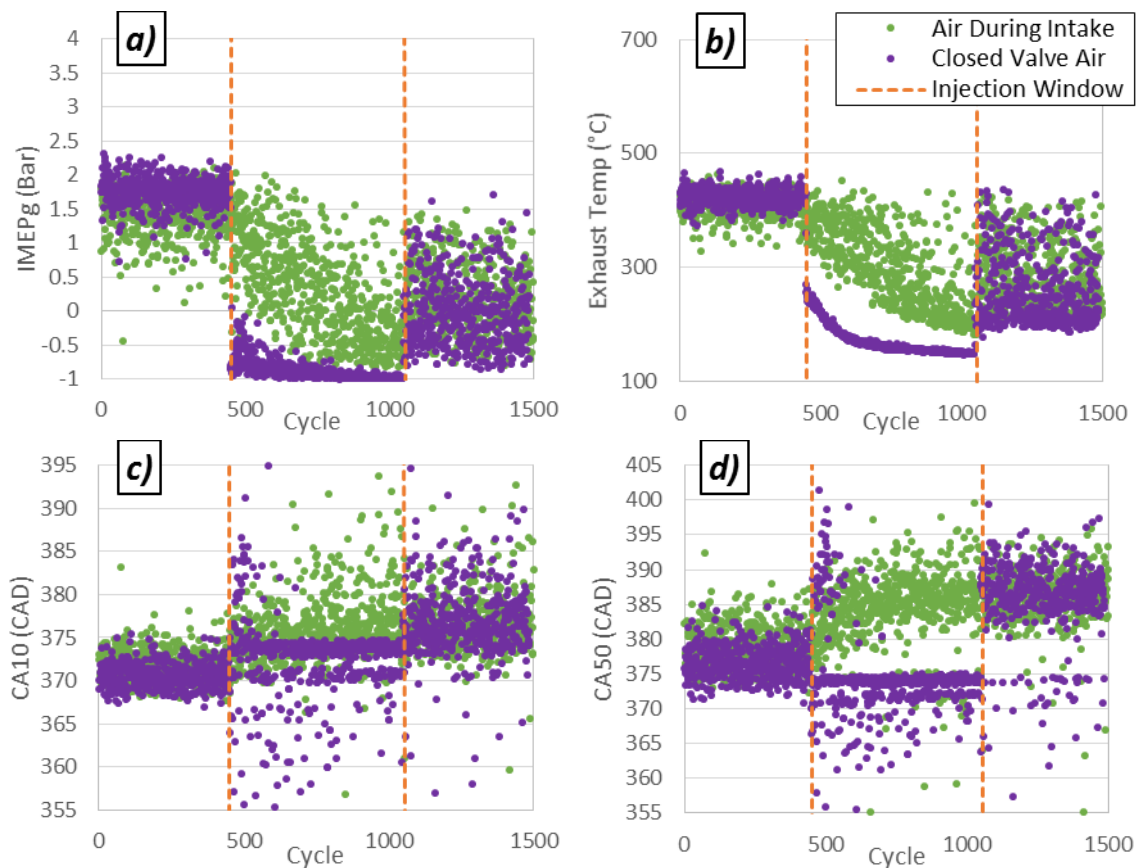 a)
IMEPg (Bar)
4
3.5
3
2.5
2
1.5
1
0.5
0
-0.5
-1
0 500 1000 1500
Cycle
b)
Air During Intake
Closed Valve Air
Injection Window
Exhaust Temp (°C)
700
500
300
100
0 500 1000 1500
Cycle
c)
CA10 (CAD)
395
390
385
380
375
370
365
360
355
0 500 1000 1500
Cycle
d)
CA50 (CAD)
405
400
395
390
385
380
375
370
365
360
355
0 500 1000 1500
Cycle